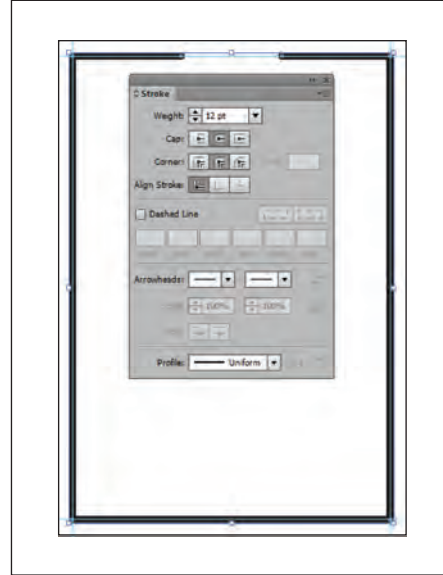 Stroke
Weight: 12 pt
Cap:
Corner:
Align Stroke:
Dashed Line
Arrowheads:
100% 100%
Profile: Uniform